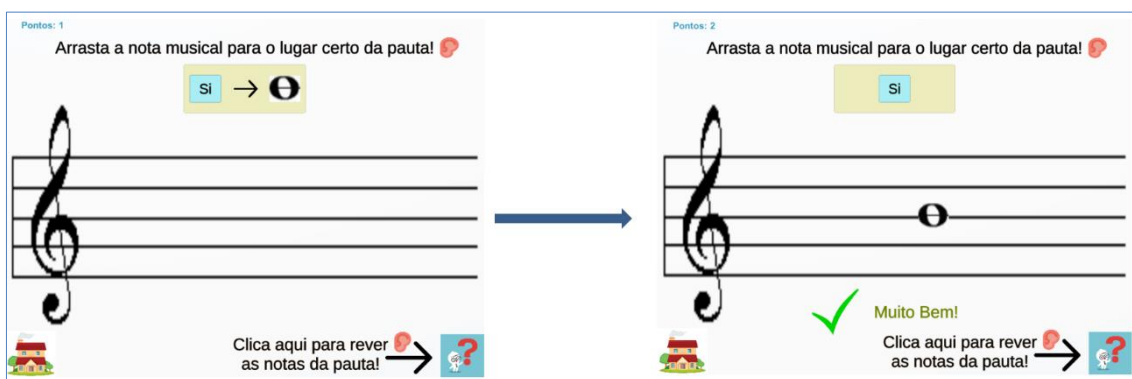 Pontos: 1
Arrasta a nota musical para o lugar certo da pauta!
Si
Clica aqui para rever
as notas da pauta!
Pontos: 2
Arrasta a nota musical para o lugar certo da pauta!
Si
Muito Bem!
Clica aqui para rever
as notas da pauta!